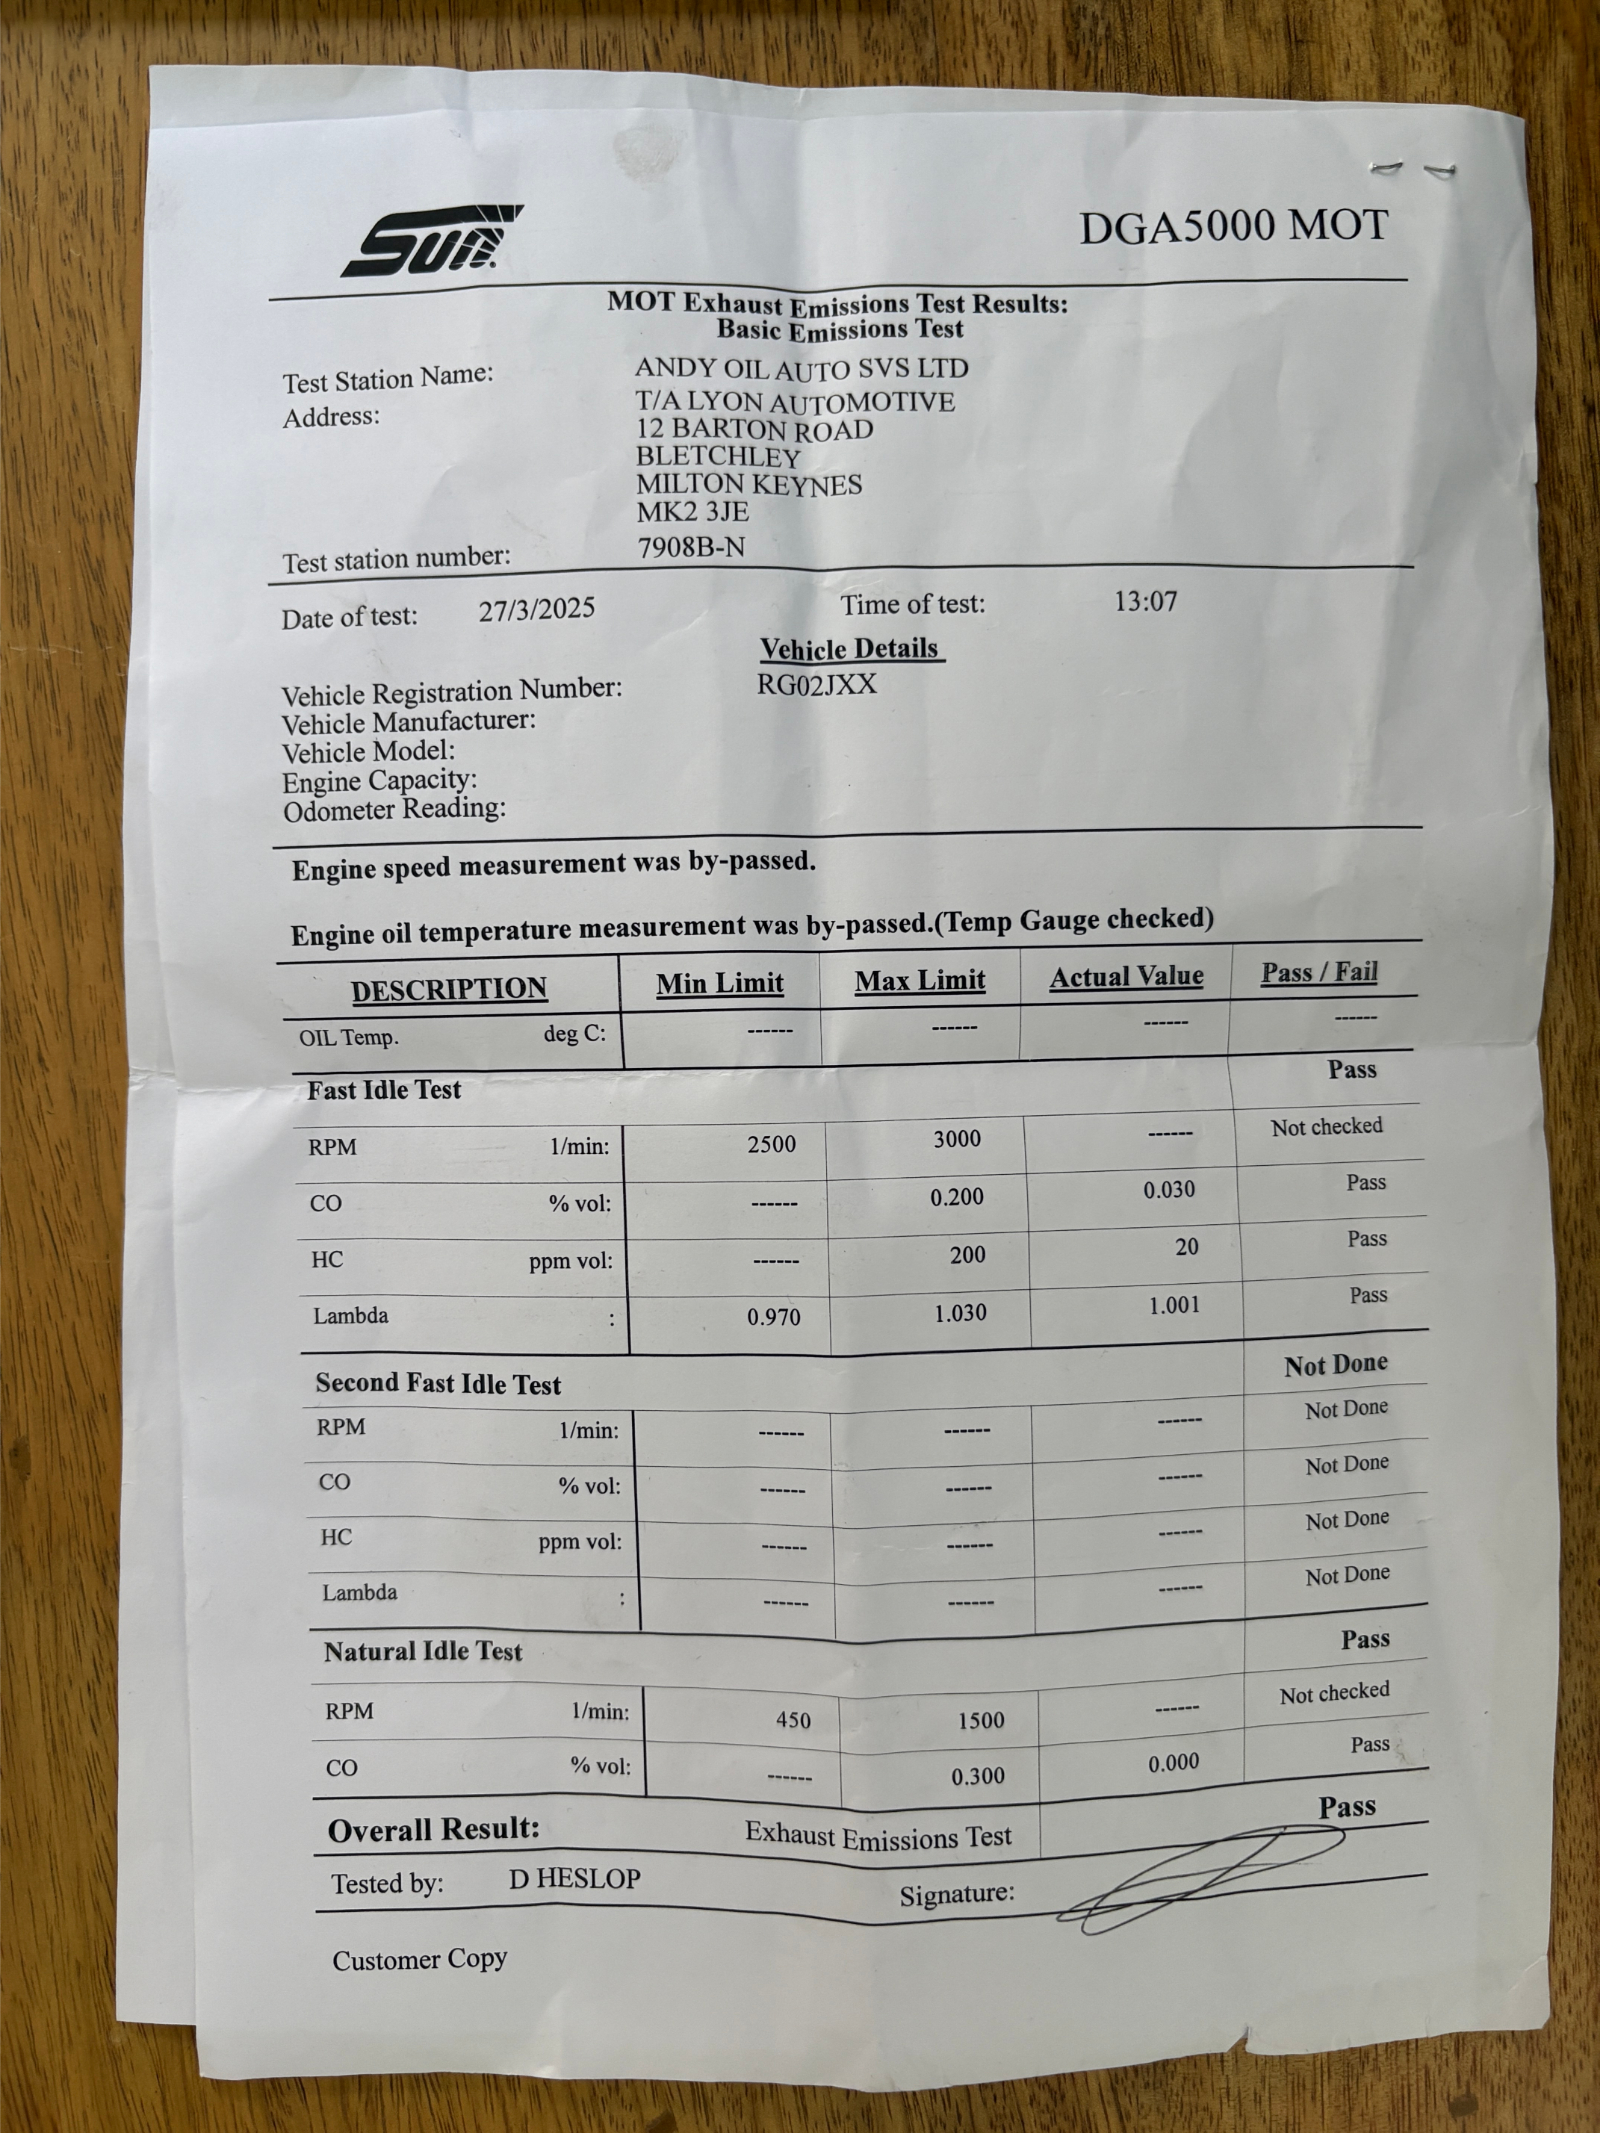 Sun
DGA5000 MOT
MOT Exhaust Emissions Test Results:
Basic Emissions Test
Test Station Name: ANDY OIL AUTO SVS LTD
Address: T/A LYON AUTOMOTIVE
12 BARTON ROAD
BLETCHLEY
MILTON KEYNES
MK2 3JE
Test station number: 7908B-N
Date of test: 27/3/2025 Time of test: 13:07
Vehicle Details
Vehicle Registration Number: RG02JXX
Vehicle Manufacturer:
Vehicle Model:
Engine Capacity:
Odometer Reading:
Engine speed measurement was by-passed.
Engine oil temperature measurement was by-passed.(Temp Gauge checked)
DESCRIPTION Min Limit Max Limit Actual Value Pass / Fail
OIL Temp. deg C: ------ ------ ------ ------
Fast Idle Test Pass
RPM 1/min: 2500 3000 ------ Not checked
CO % vol: ------ 0.200 0.030 Pass
HC ppm vol: ------ 200 20 Pass
Lambda : 0.970 1.030 1.001 Pass
Second Fast Idle Test Not Done
RPM 1/min: ------ ------ ------ Not Done
CO % vol: ------ ------ ------ Not Done
HC ppm vol: ------ ------ ------ Not Done
Lambda : ------ ------ ------ Not Done
Natural Idle Test Pass
RPM 1/min: 450 1500 ------ Not checked
CO % vol: ------ 0.300 0.000 Pass
Overall Result: Exhaust Emissions Test Pass
Tested by: D HESLOP Signature:
Customer Copy